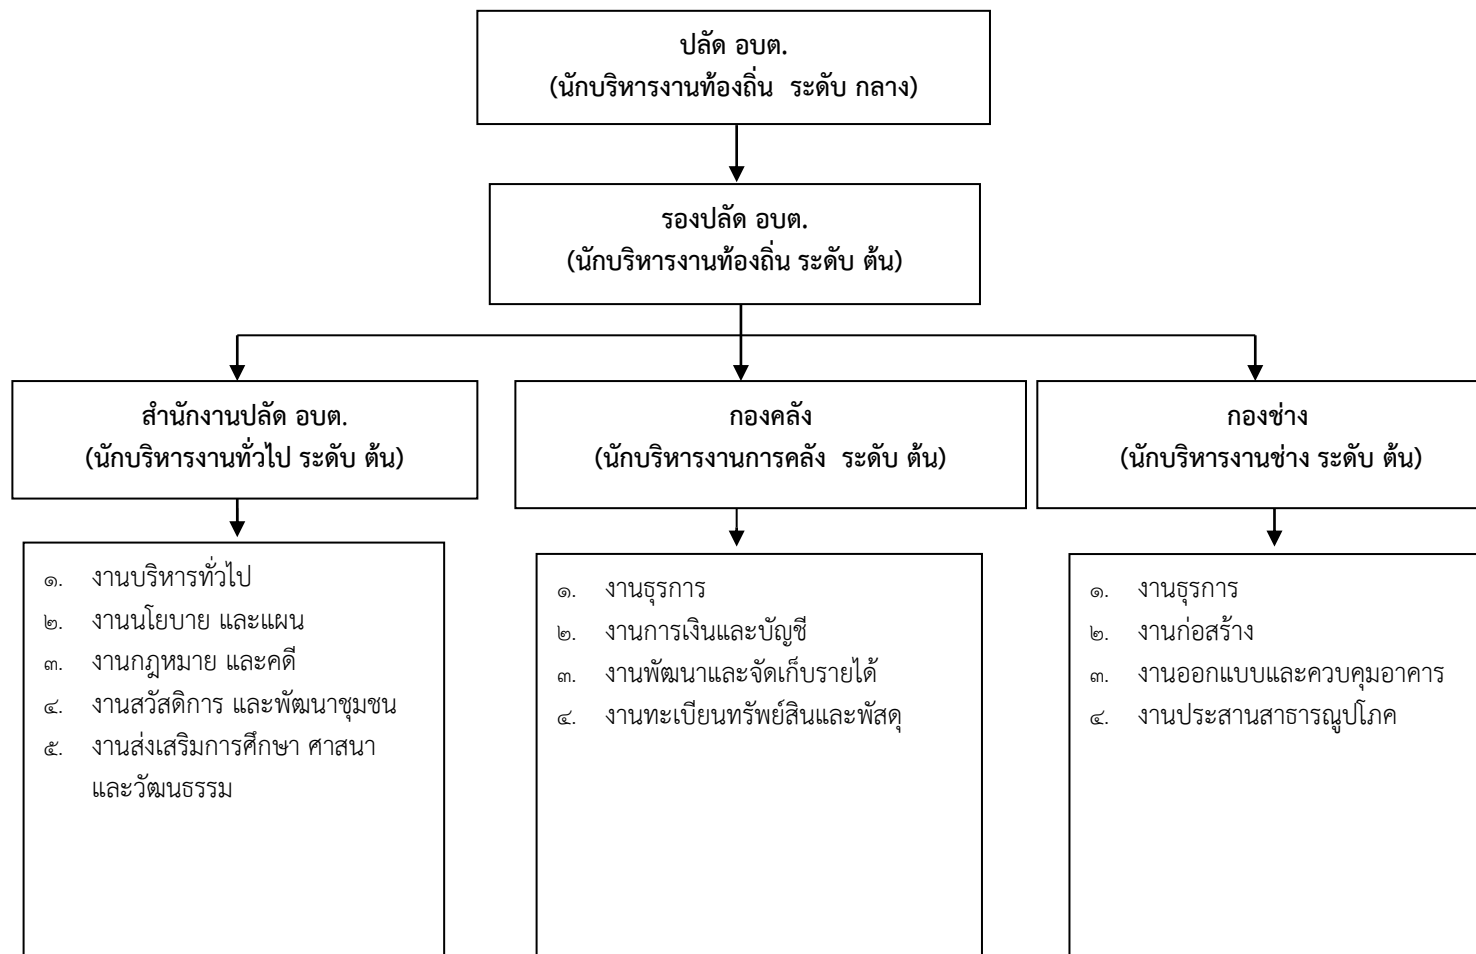 ปลัด อบต.
(นักบริหารงานท้องถิ่น ระดับ กลาง)
รองปลัด อบต.
(นักบริหารงานท้องถิ่น ระดับ ต้น)
สำนักงานปลัด อบต.
(นักบริหารงานทั่วไป ระดับ ต้น)
กองคลัง
(นักบริหารงานการคลัง ระดับ ต้น)
กองช่าง
(นักบริหารงานช่าง ระดับ ต้น)
๑. งานบริหารทั่วไป
๒. งานนโยบาย และแผน
๓. งานกฎหมาย และคดี
๔. งานสวัสดิการ และพัฒนาชุมชน
๕. งานส่งเสริมการศึกษา ศาสนา
และวัฒนธรรม
๑. งานธุรการ
๒. งานการเงินและบัญชี
๓. งานพัฒนาและจัดเก็บรายได้
๔. งานทะเบียนทรัพย์สินและพัสดุ
๑. งานธุรการ
๒. งานก่อสร้าง
๓. งานออกแบบและควบคุมอาคาร
๔. งานประสานสาธารณูปโภค